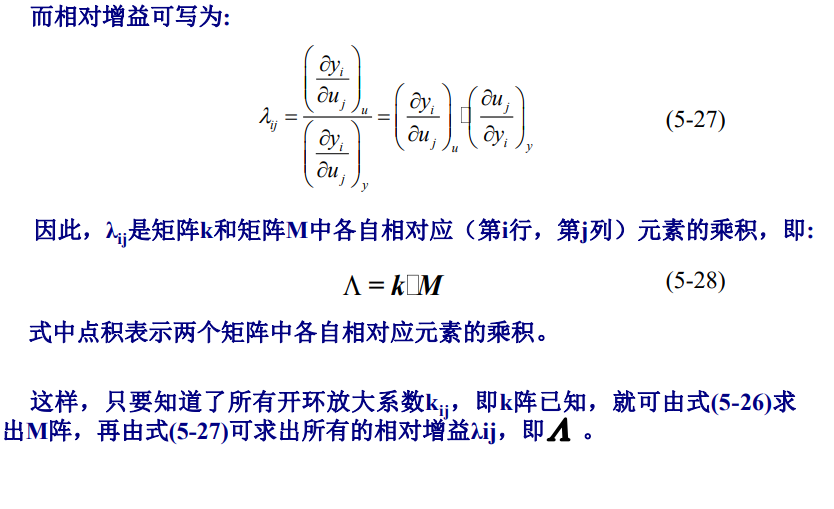 而相对增益可写为:
λij = (∂yi/∂uj)u / (∂yi/∂uj)y = (∂yi/∂uj)u □ (∂uj/∂yi)y (5-27)
因此，λij是矩阵k和矩阵M中各自相对应（第i行，第j列）元素的乘积，即:
Λ = k□M (5-28)
式中点积表示两个矩阵中各自相对应元素的乘积。
这样，只要知道了所有开环放大系数kij，即k阵已知，就可由式(5-26)求
出M阵，再由式(5-27)可求出所有的相对增益λij，即Λ 。